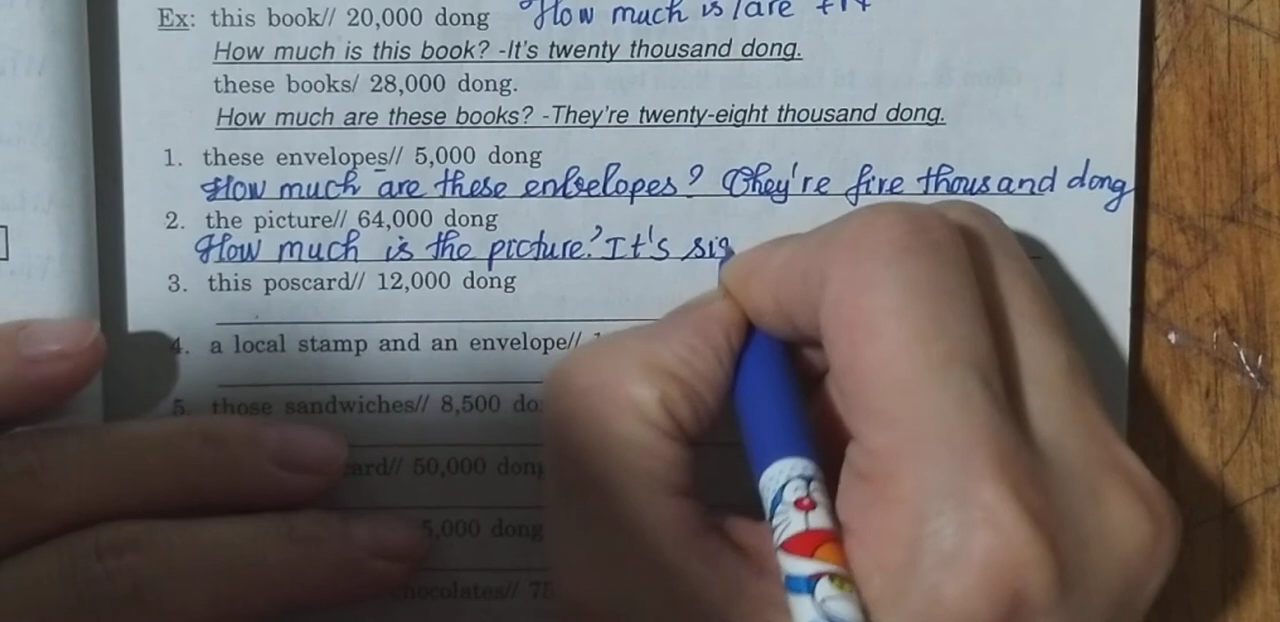 Ex: this book// 20,000 dong How much is/are
How much is this book? -It's twenty thousand dong.
these books/ 28,000 dong.
How much are these books? -They're twenty-eight thousand dong.
1. these envelopes// 5,000 dong
How much are these envelopes? They're five thousand dong
2. the picture// 64,000 dong
How much is the picture? It's
3. this poscard// 12,000 dong
4. a local stamp and an envelope//
5. those sandwiches// 8,500
50,000
5,000 dong